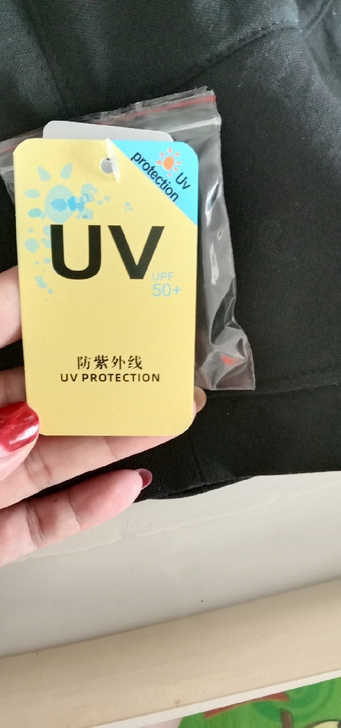 protection
Uv
UV
UPF
50+
防紫外线
UV PROTECTION